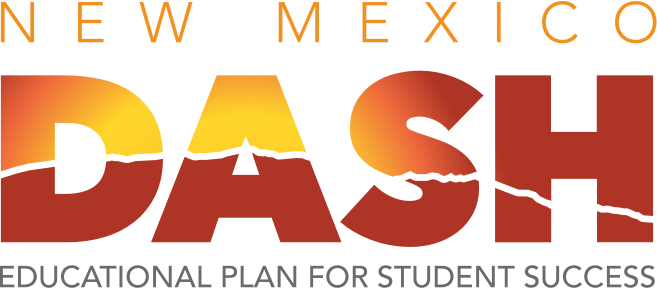 NEW MEXICO
DASH
EDUCATIONAL PLAN FOR STUDENT SUCCESS